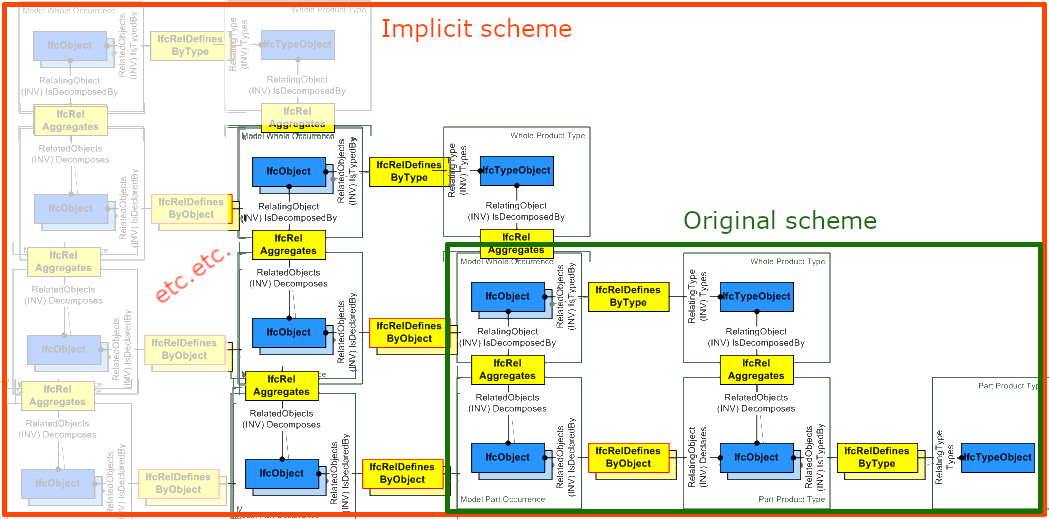 Implicit scheme
Model Whole Occurrence
Whole Product Type
IfcObject
RelatedObjects
(INV) IsTypedBy
IfcRelDefines
ByType
RelatingType
(INV) Types
IfcTypeObject
RelatingObject
(INV) IsDecomposedBy
RelatingObject
(INV) IsDecomposedBy
IfcRel
Aggregates
IfcRel
Aggregates
RelatedObjects
(INV) Decomposes
Model Whole Occurrence
Whole Product Type
IfcObject
RelatedObjects
(INV) IsTypedBy
IfcRelDefines
ByType
RelatingType
(INV) Types
IfcTypeObject
IfcObject
RelatedObjects
(INV) IsDeclaredBy
IfcRelDefines
ByObject
RelatingObject
(INV) IsDecomposedBy
RelatingObject
(INV) IsDecomposedBy
Original scheme
IfcRel
Aggregates
IfcRel
Aggregates
IfcRel
Aggregates
etc.etc.
RelatedObjects
(INV) Decomposes
RelatedObjects
(INV) Decomposes
Model Whole Occurrence
Whole Product Type
IfcObject
RelatedObjects
(INV) IsTypedBy
IfcRelDefines
ByType
RelatingType
(INV) Types
IfcTypeObject
IfcObject
RelatedObjects
(INV) IsDeclaredBy
IfcRelDefines
ByObject
IfcObject
RelatedObjects
(INV) IsDeclaredBy
IfcRelDefines
ByObject
RelatingObject
(INV) IsDecomposedBy
RelatingObject
(INV) IsDecomposedBy
IfcRel
Aggregates
IfcRel
Aggregates
IfcRel
Aggregates
IfcRel
Aggregates
Part Product Type
RelatedObjects
(INV) Decomposes
RelatedObjects
(INV) Decomposes
RelatedObjects
(INV) Decomposes
RelatedObjects
(INV) Decomposes
IfcObject
RelatedObjects
(INV) IsDeclaredBy
IfcRelDefines
ByObject
IfcObject
RelatedObjects
(INV) IsDeclaredBy
IfcRelDefines
ByObject
IfcObject
RelatedObjects
(INV) IsDeclaredBy
IfcRelDefines
ByObject
RelatingObject
(INV) Declares
IfcObject
RelatedObjects
(INV) IsTypedBy
IfcRelDefines
ByType
RelatingType
Types
IfcTypeObject
Model Part Occurrence
Part Product Type
Model Part Occurrence